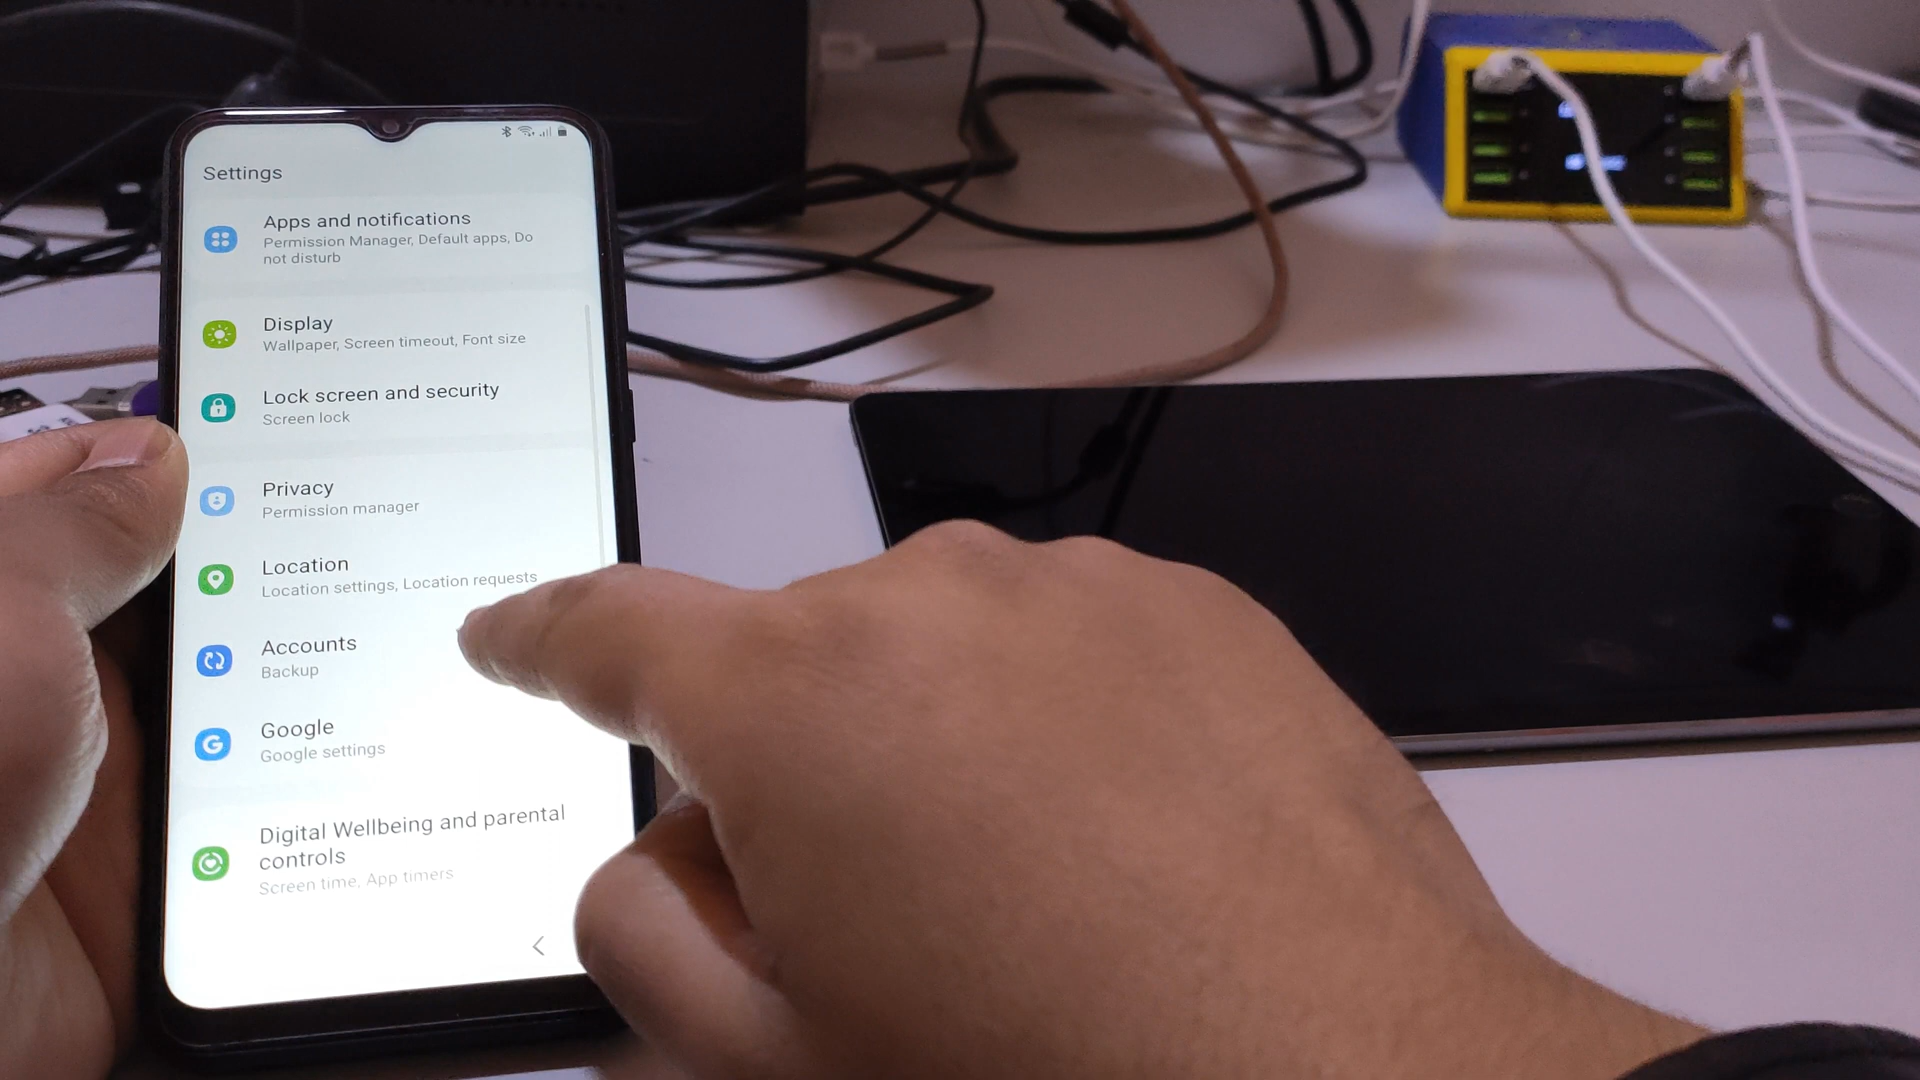 Settings
Apps and notifications
Permission Manager, Default apps, Do
not disturb
Display
Wallpaper, Screen timeout, Font size
Lock screen and security
Screen lock
Privacy
Permission manager
Location
Location settings, Location requests
Accounts
Backup
Google
Google settings
Digital Wellbeing and parental
controls
Screen time, App timers